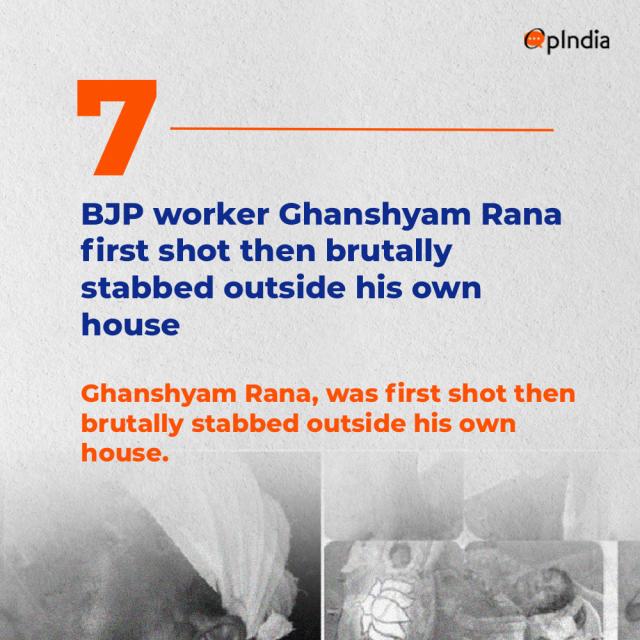 OpIndia
7
BJP worker Ghanshyam Rana
first shot then brutally
stabbed outside his own
house
Ghanshyam Rana, was first shot then
brutally stabbed outside his own
house.